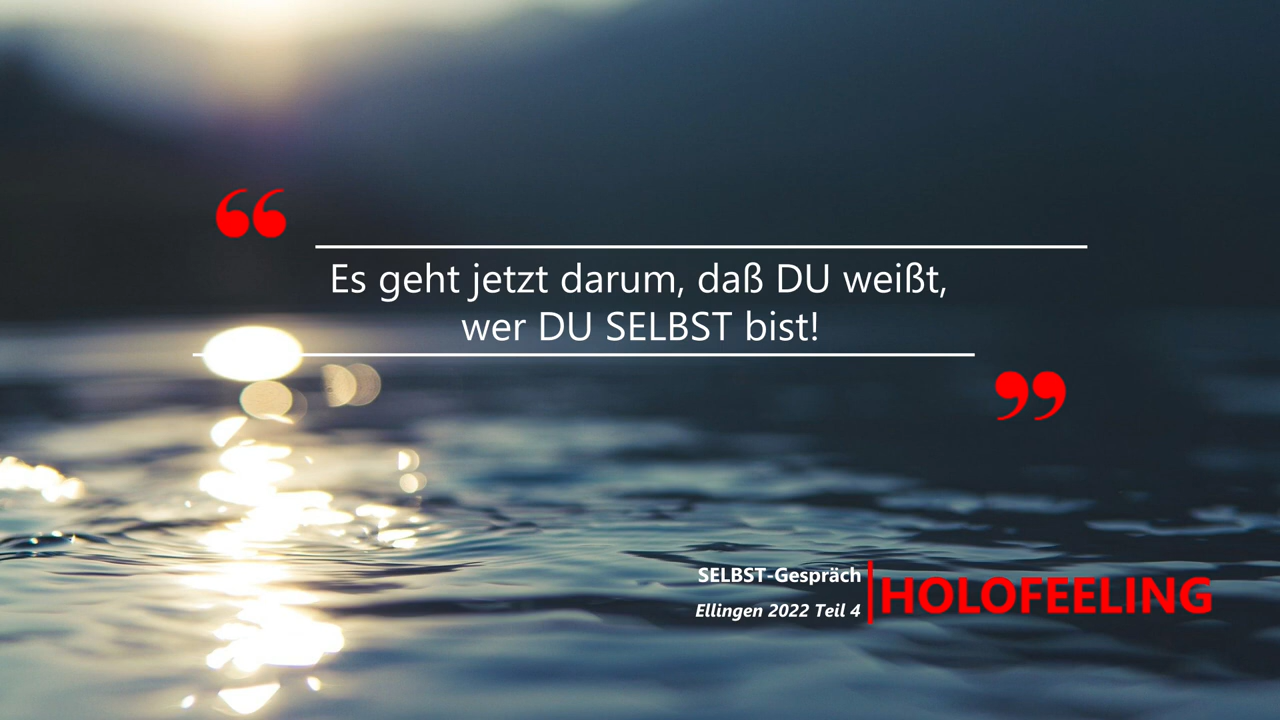 “
Es geht jetzt darum, daß DU weißt,
wer DU SELBST bist!
”
SELBST-Gespräch
Ellingen 2022 Teil 4
HOLOFEELING